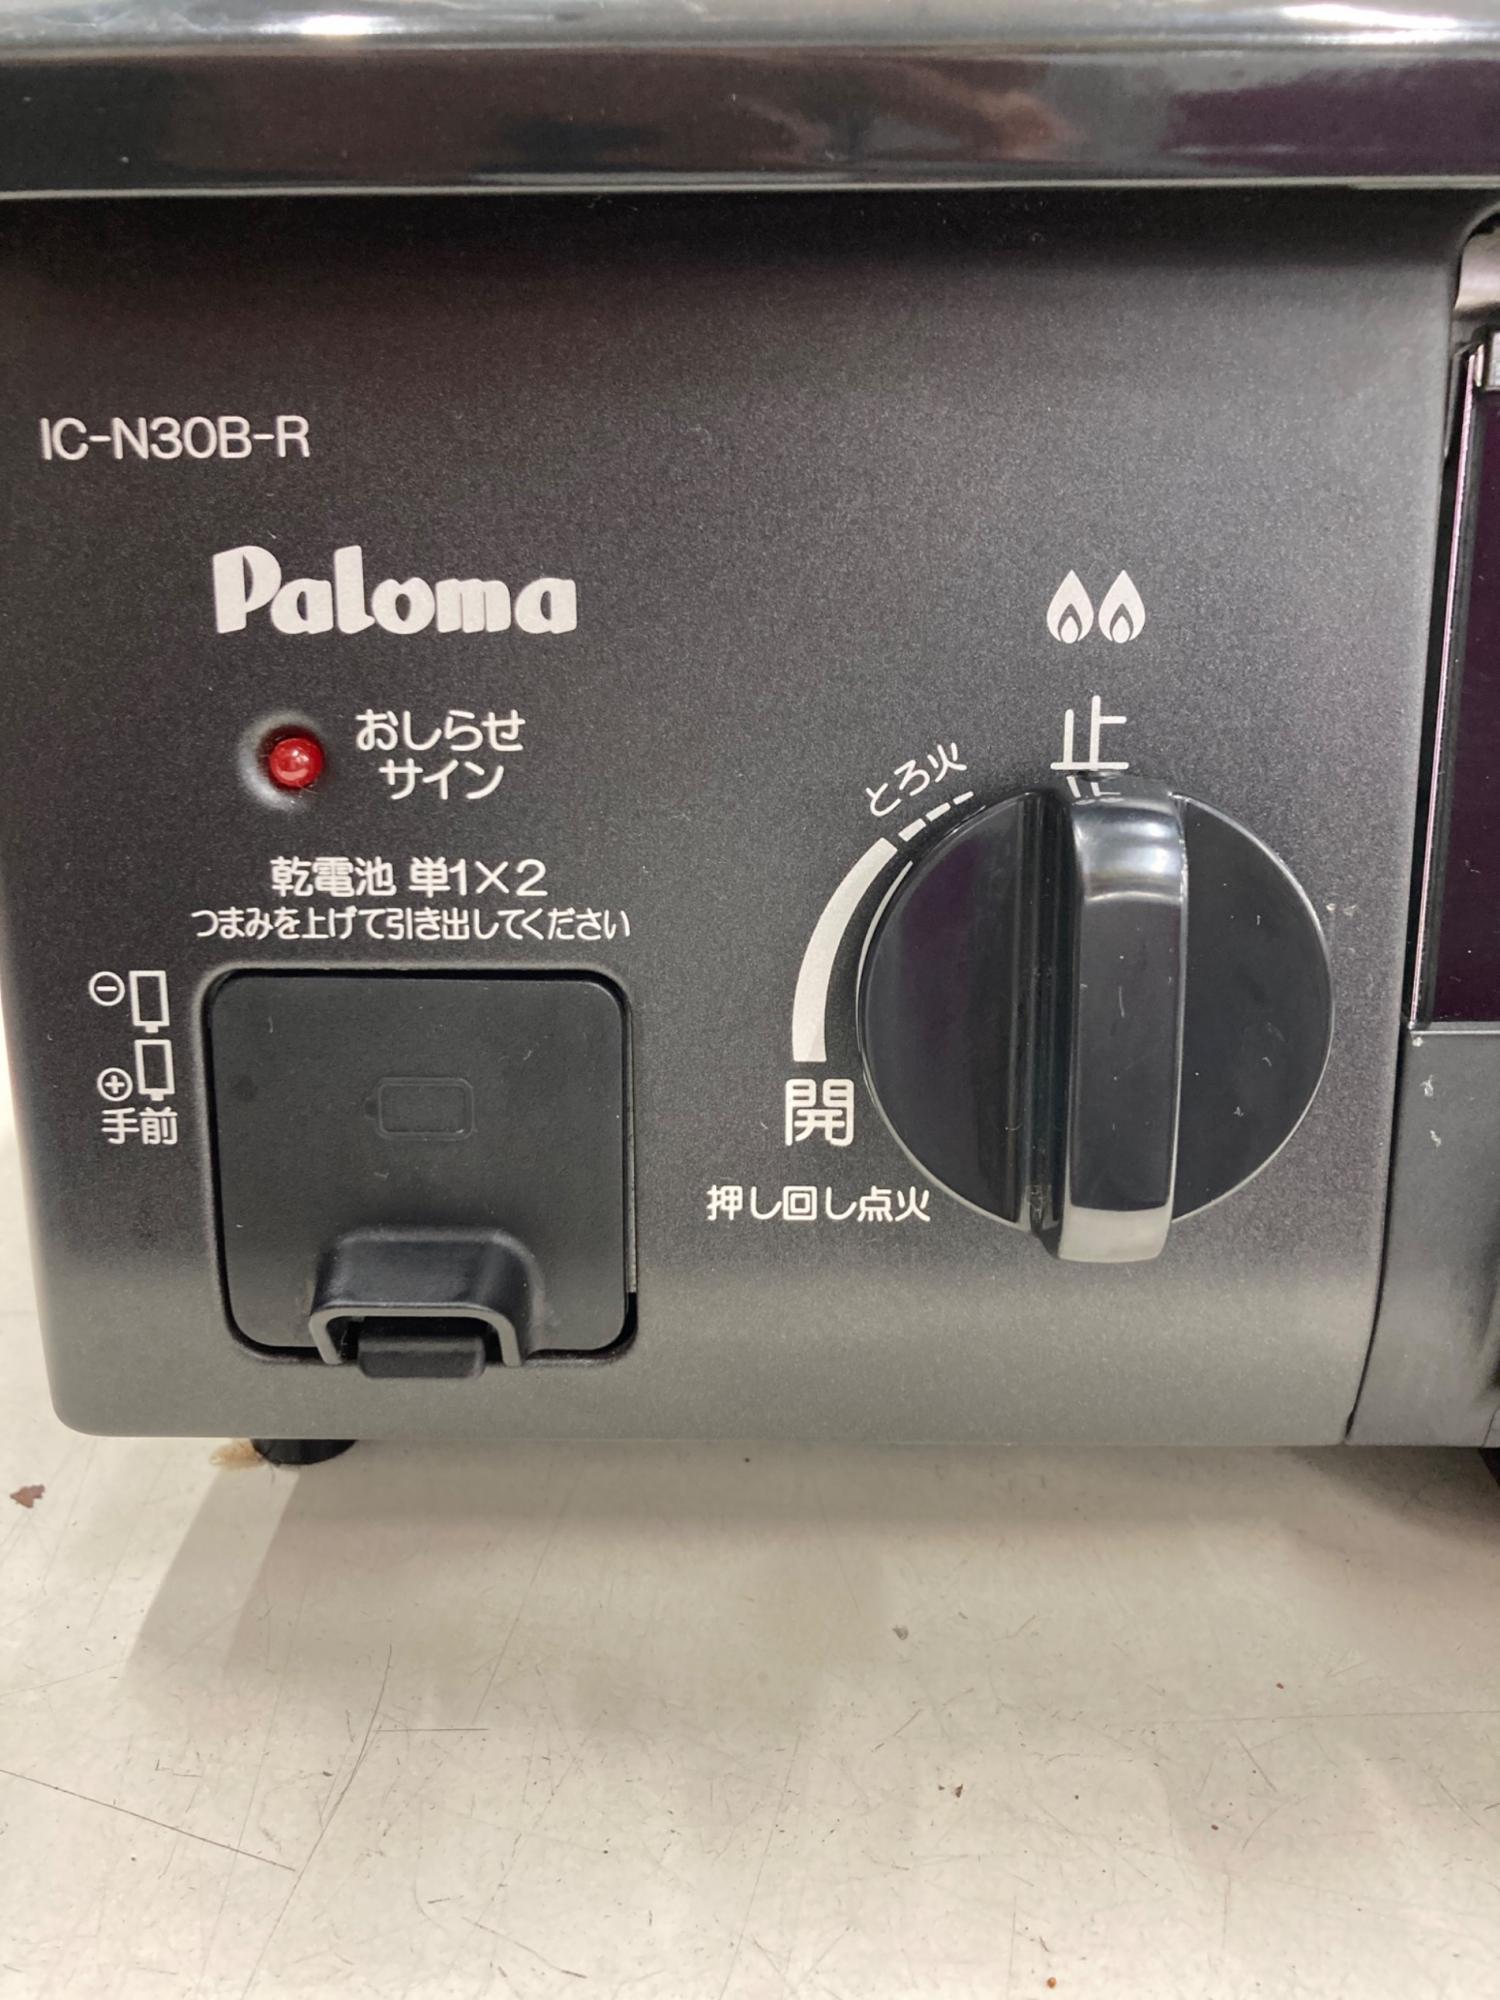 IC-N30B-R
Paloma
おしらせ
サイン
乾電池 単1×2
つまみを上げて引き出してください
⊖
⊕
手前
止
とろ火
開
押し回し点火